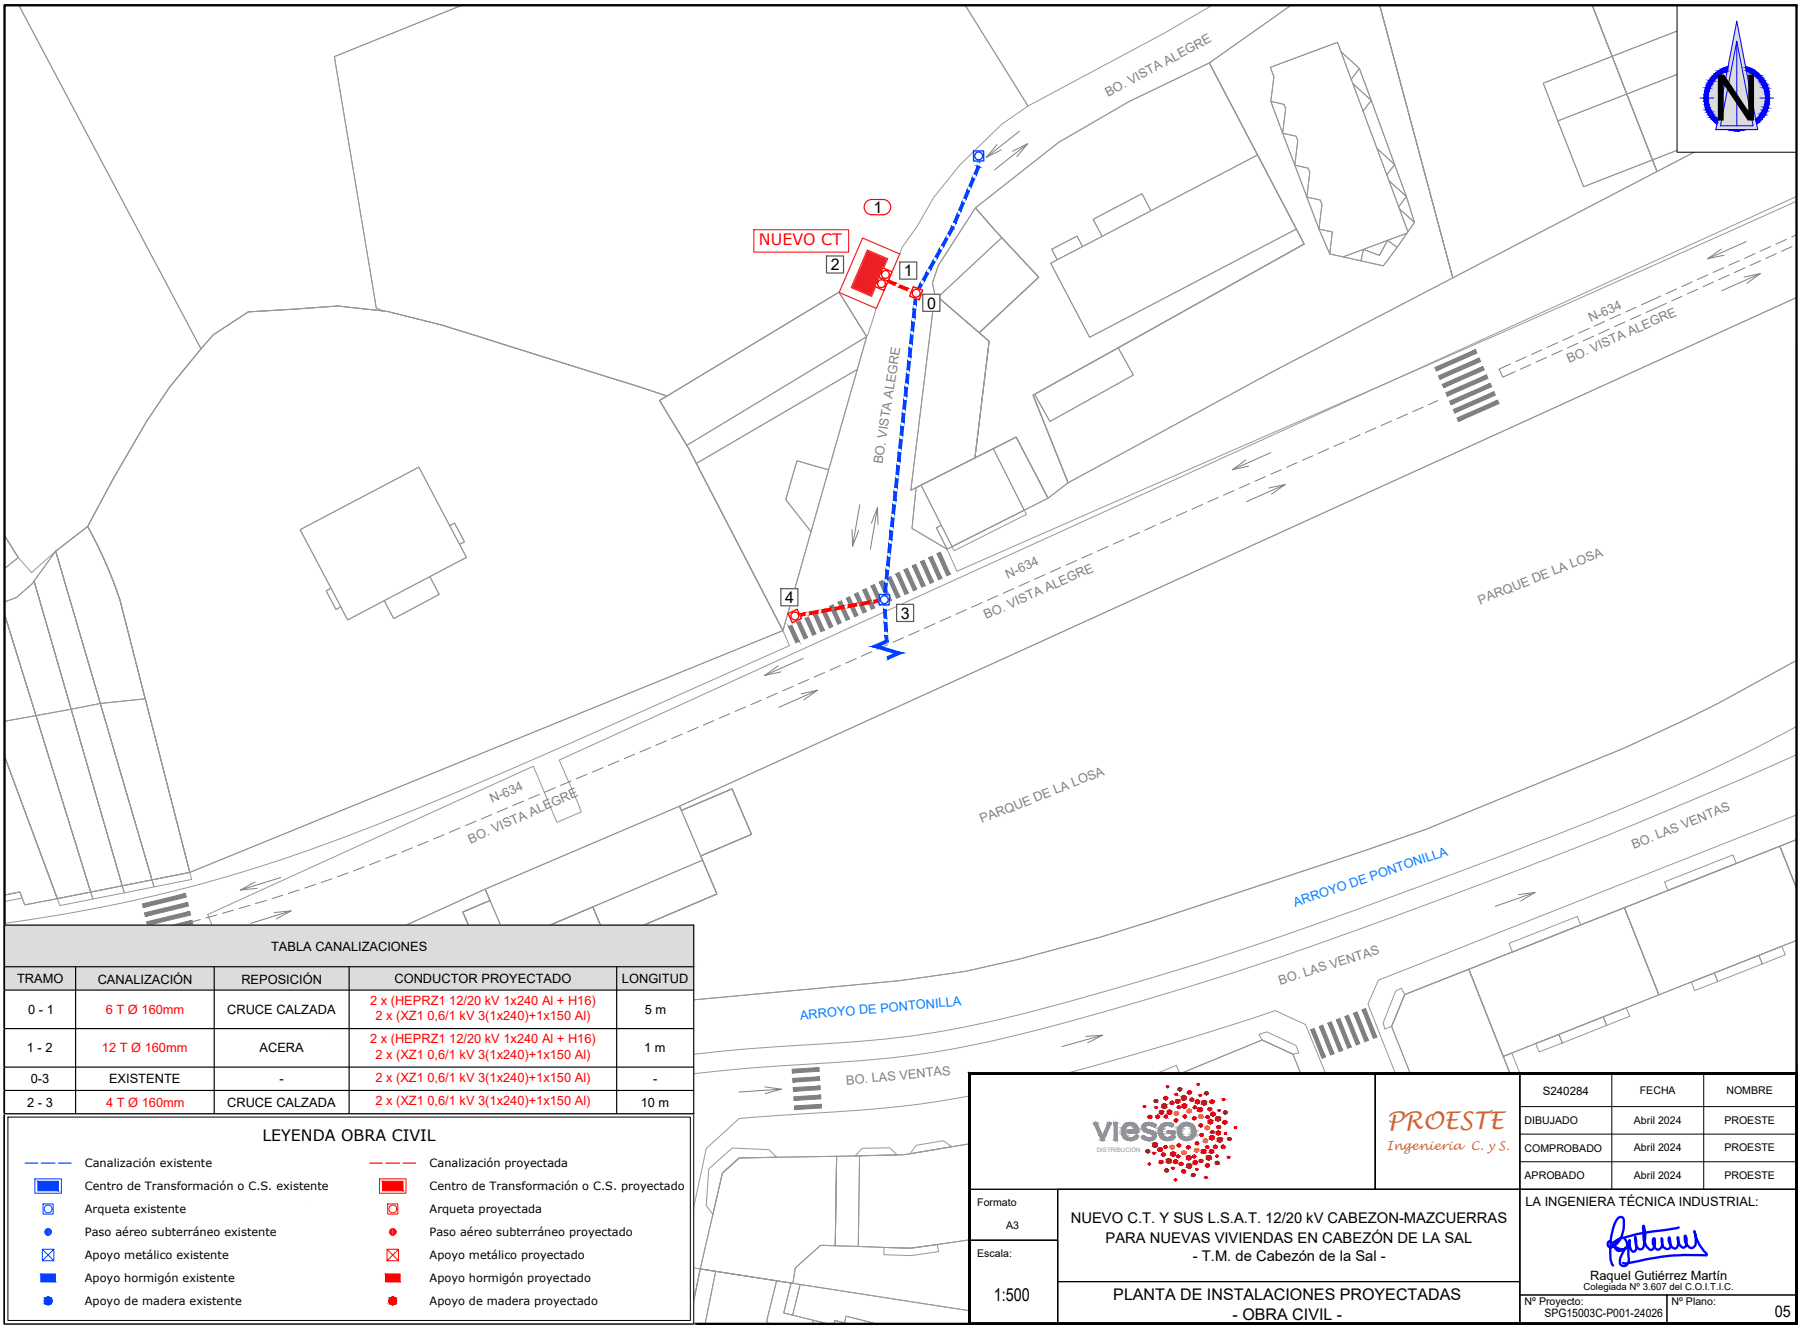 BO. VISTA ALEGRE
N
1
NUEVO CT
2
1
0
N-634
BO. VISTA ALEGRE
BO. VISTA ALEGRE
N-634
BO. VISTA ALEGRE
PARQUE DE LA LOSA
4
3
N-634
BO. VISTA ALEGRE
PARQUE DE LA LOSA
BO. LAS VENTAS
ARROYO DE PONTONILLA
BO. LAS VENTAS
ARROYO DE PONTONILLA
BO. LAS VENTAS
TABLA CANALIZACIONES
TRAMO CANALIZACIÓN REPOSICIÓN CONDUCTOR PROYECTADO LONGITUD
0 - 1 6 T Ø 160mm CRUCE CALZADA 2 x (HEPRZ1 12/20 kV 1x240 Al + H16) 5 m
2 x (XZ1 0,6/1 kV 3(1x240)+1x150 Al)
1 - 2 12 T Ø 160mm ACERA 2 x (HEPRZ1 12/20 kV 1x240 Al + H16) 1 m
2 x (XZ1 0,6/1 kV 3(1x240)+1x150 Al)
0-3 EXISTENTE - 2 x (XZ1 0,6/1 kV 3(1x240)+1x150 Al) -
2 - 3 4 T Ø 160mm CRUCE CALZADA 2 x (XZ1 0,6/1 kV 3(1x240)+1x150 Al) 10 m
LEYENDA OBRA CIVIL
Canalización existente
Centro de Transformación o C.S. existente
Arqueta existente
Paso aéreo subterráneo existente
Apoyo metálico existente
Apoyo hormigón existente
Apoyo de madera existente
Canalización proyectada
Centro de Transformación o C.S. proyectado
Arqueta proyectada
Paso aéreo subterráneo proyectado
Apoyo metálico proyectado
Apoyo hormigón proyectado
Apoyo de madera proyectado
VIESGO
DISTRIBUCIÓN
PROESTE
Ingeniería C. y S.
S240284 FECHA NOMBRE
DIBUJADO Abril 2024 PROESTE
COMPROBADO Abril 2024 PROESTE
APROBADO Abril 2024 PROESTE
Formato
A3
Escala:
1:500
NUEVO C.T. Y SUS L.S.A.T. 12/20 kV CABEZON-MAZCUERRAS
PARA NUEVAS VIVIENDAS EN CABEZÓN DE LA SAL
- T.M. de Cabezón de la Sal -
PLANTA DE INSTALACIONES PROYECTADAS
- OBRA CIVIL -
LA INGENIERA TÉCNICA INDUSTRIAL:
Raquel Gutiérrez Martín
Colegiada Nº 3.607 del C.O.I.T.I.C.
Nº Proyecto:
SPG15003C-P001-24026
Nº Plano:
05